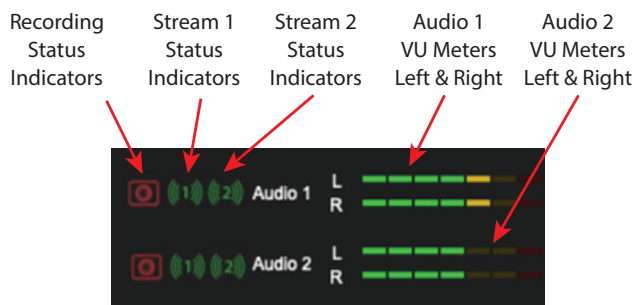 Recording
Status
Indicators
Stream 1
Status
Indicators
Stream 2
Status
Indicators
Audio 1
VU Meters
Left & Right
Audio 2
VU Meters
Left & Right
1 2 Audio 1 L
R
1 2 Audio 2 L
R